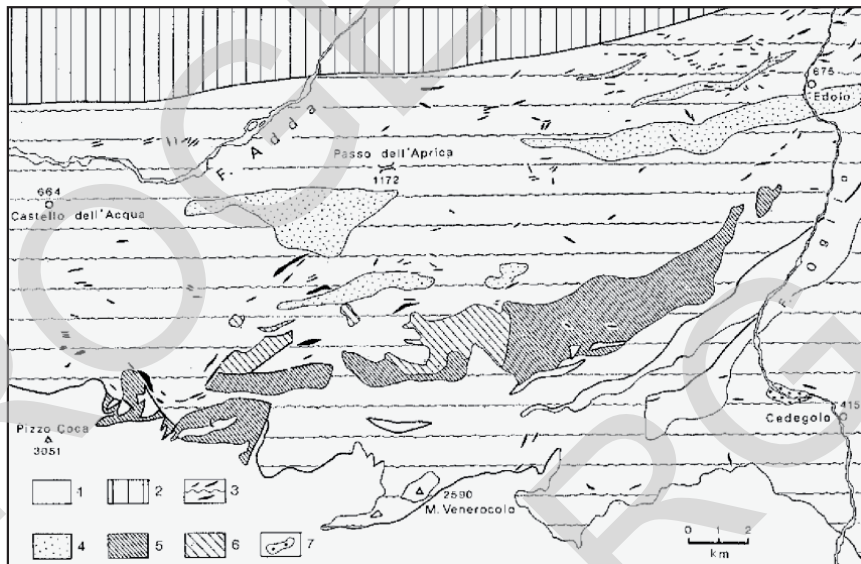 675
Edolo
F. Adda
Passo dell'Aprica
1172
664
Castello dell'Acqua
F. Oglio
Pizzo Coca
3051
415
Cedegolo
2590
M. Venerocolo
1
2
3
4
5
6
7
0 1 2
km